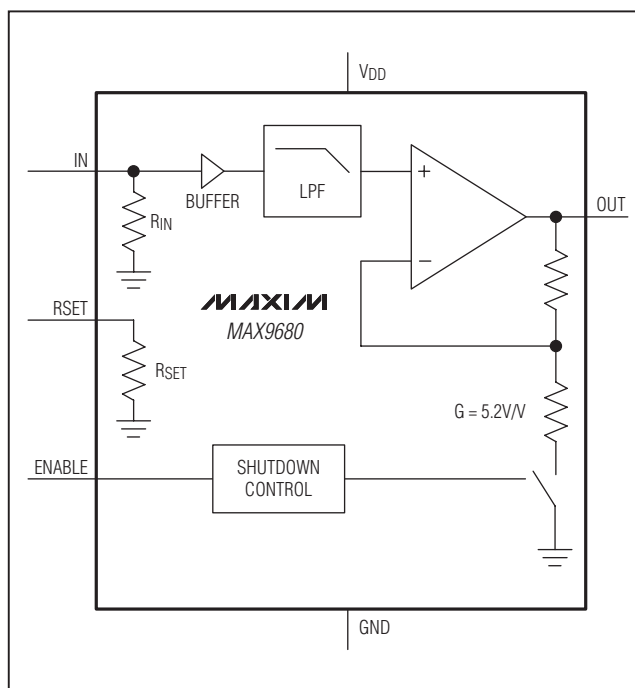 VDD
IN
BUFFER
LPF
RIN
+
−
OUT
MAXIM
MAX9680
RSET
RSET
G = 5.2V/V
ENABLE
SHUTDOWN
CONTROL
GND